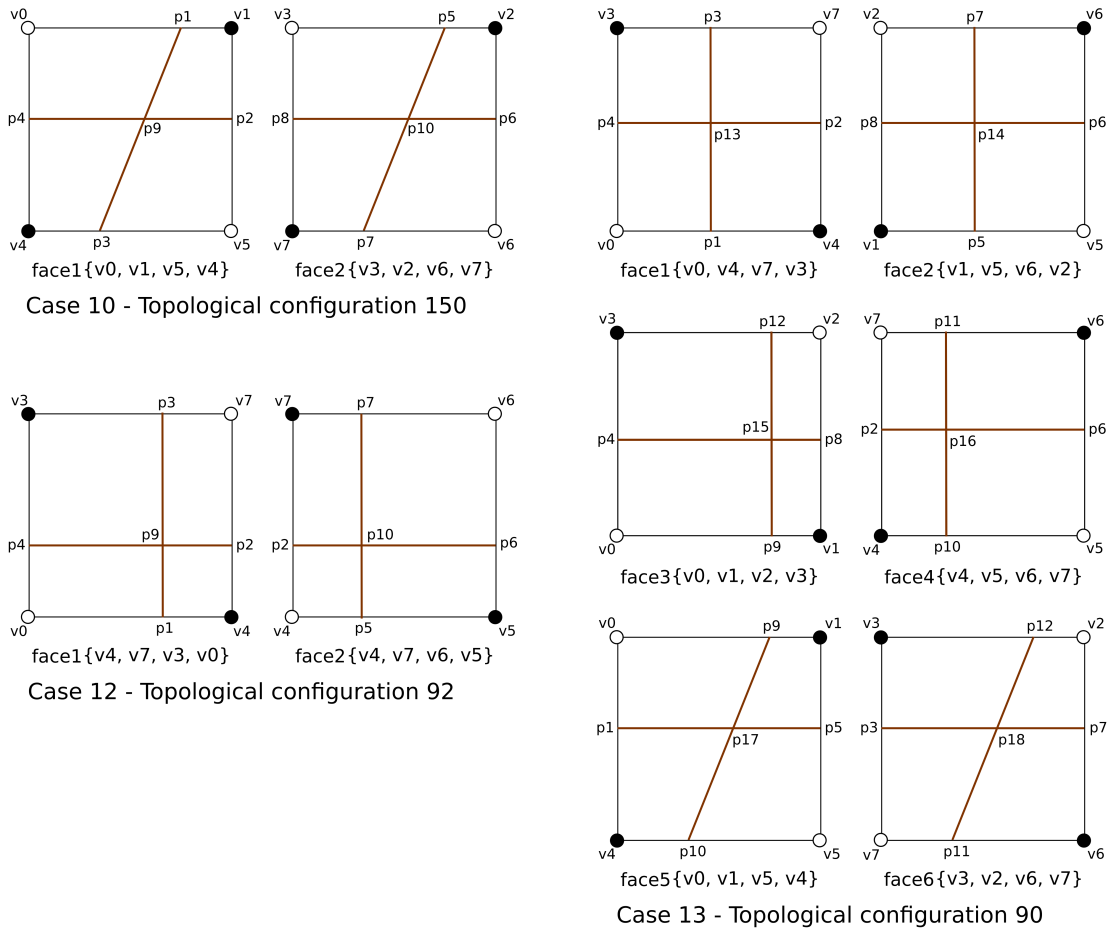 v0 p1 v1
p4 p9 p2
v4 p3 v5
face1{v0, v1, v5, v4}
v3 p5 v2
p8 p10 p6
v7 p7 v6
face2{v3, v2, v6, v7}
Case 10 - Topological configuration 150
v3 p3 v7
p4 p9 p2
v0 p1 v4
face1{v4, v7, v3, v0}
v7 p7 v6
p2 p10 p6
v4 p5 v5
face2{v4, v7, v6, v5}
Case 12 - Topological configuration 92
v3 p3 v7
p4 p13 p2
v0 p1 v4
face1{v0, v4, v7, v3}
v2 p7 v6
p8 p14 p6
v1 p5 v5
face2{v1, v5, v6, v2}
v3 p12 v2
p4 p15 p8
v0 p9 v1
face3{v0, v1, v2, v3}
v7 p11 v6
p2 p16 p6
v4 p10 v5
face4{v4, v5, v6, v7}
v0 p9 v1
p1 p17 p5
v4 p10 v5
face5{v0, v1, v5, v4}
v3 p12 v2
p3 p18 p7
v7 p11 v6
face6{v3, v2, v6, v7}
Case 13 - Topological configuration 90